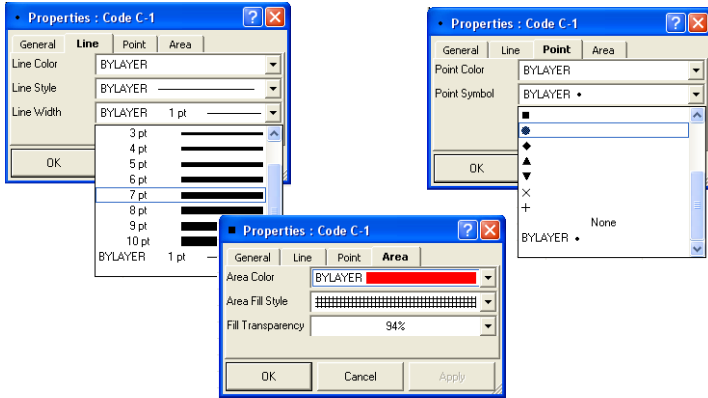 Properties : Code C-1
General Line Point Area
Line Color BYLAYER
Line Style BYLAYER
Line Width BYLAYER 1 pt
3 pt
4 pt
5 pt
6 pt
7 pt
8 pt
9 pt
10 pt
BYLAYER 1 pt
OK
Properties : Code C-1
General Line Point Area
Point Color BYLAYER
Point Symbol BYLAYER
None
BYLAYER
OK
Properties : Code C-1
General Line Point Area
Area Color BYLAYER
Area Fill Style
Fill Transparency 94%
OK Cancel Apply